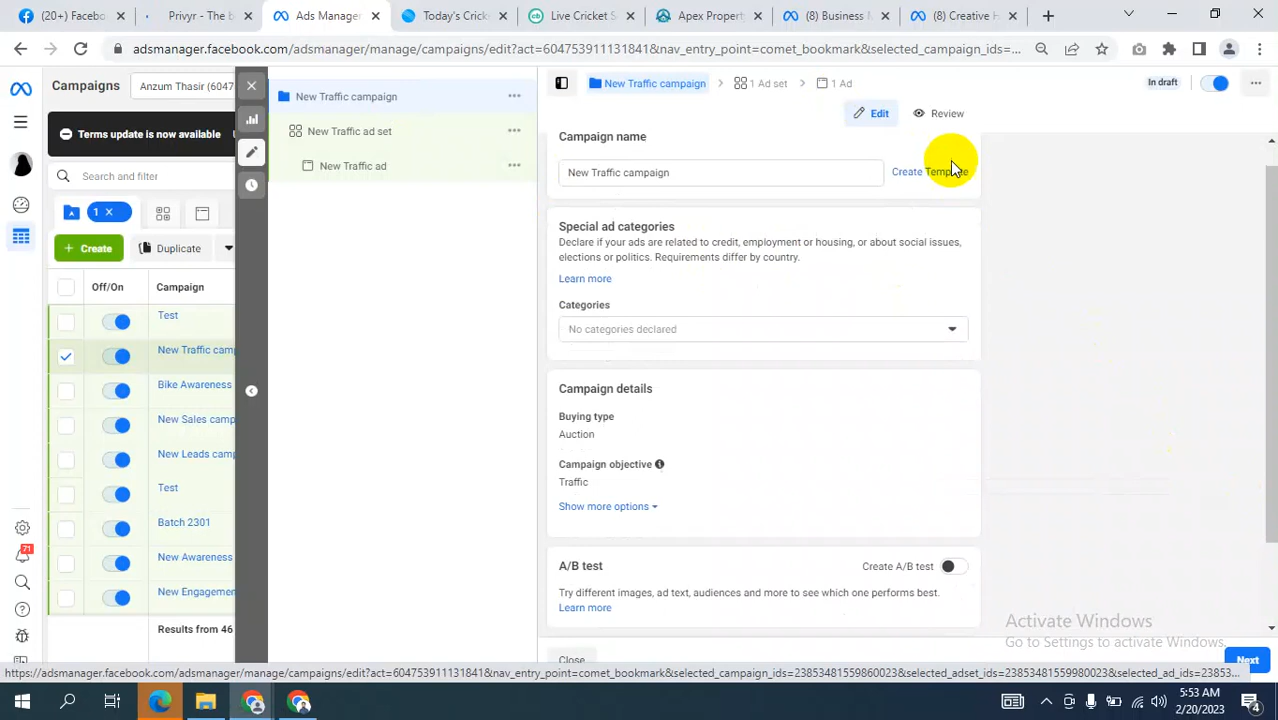 (20+) Facebo
Privyr - The b
Ads Manager
Today's Cricke
Live Cricket S
Apex Property
(8) Business M
(8) Creative H
adsmanager.facebook.com/adsmanager/manage/campaigns/edit?act=604753911131841&nav_entry_point=comet_bookmark&selected_campaign_ids=...
Campaigns
Anzum Thasir (6047
New Traffic campaign
New Traffic campaign
1 Ad set
1 Ad
In draft
Edit
Review
Terms update is now available
New Traffic ad set
New Traffic ad
Campaign name
New Traffic campaign
Create Template
Search and filter
1
Create
Duplicate
Special ad categories
Declare if your ads are related to credit, employment or housing, or about social issues,
elections or politics. Requirements differ by country.
Learn more
Categories
No categories declared
Off/On
Campaign
Test
New Traffic camp
Bike Awareness
New Sales camp
New Leads camp
Test
Batch 2301
New Awareness
New Engagemen
Results from 46
71
Campaign details
Buying type
Auction
Campaign objective
Traffic
Show more options
A/B test
Create A/B test
Try different images, ad text, audiences and more to see which one performs best.
Learn more
Activate Windows
Go to Settings to activate Windows.
Close
Next
https://adsmanager.facebook.com/adsmanager/manage/campaigns/edit?act=604753911131841&nav_entry_point=comet_bookmark&selected_campaign_ids=23853481559860023&selected_adset_ids=23853481559980023&selected_ad_ids=23853...
5:53 AM
2/20/2023
4